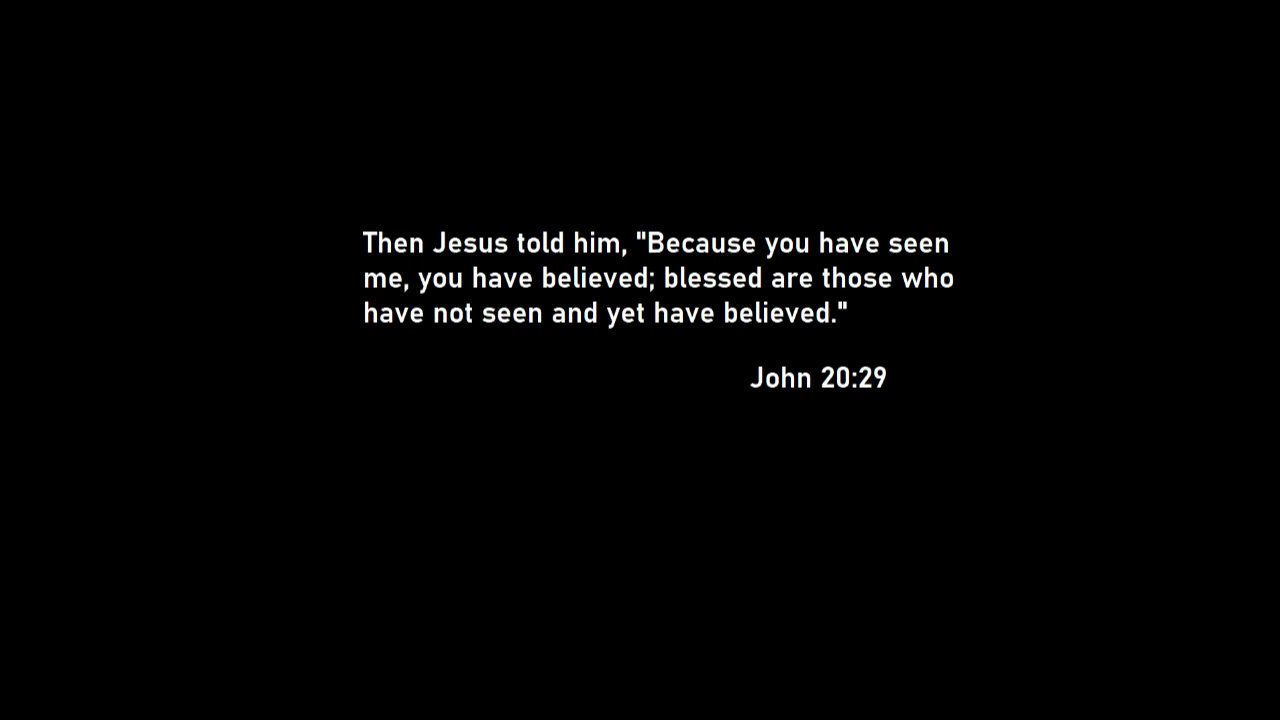 Then Jesus told him, "Because you have seen
me, you have believed; blessed are those who
have not seen and yet have believed."
John 20:29